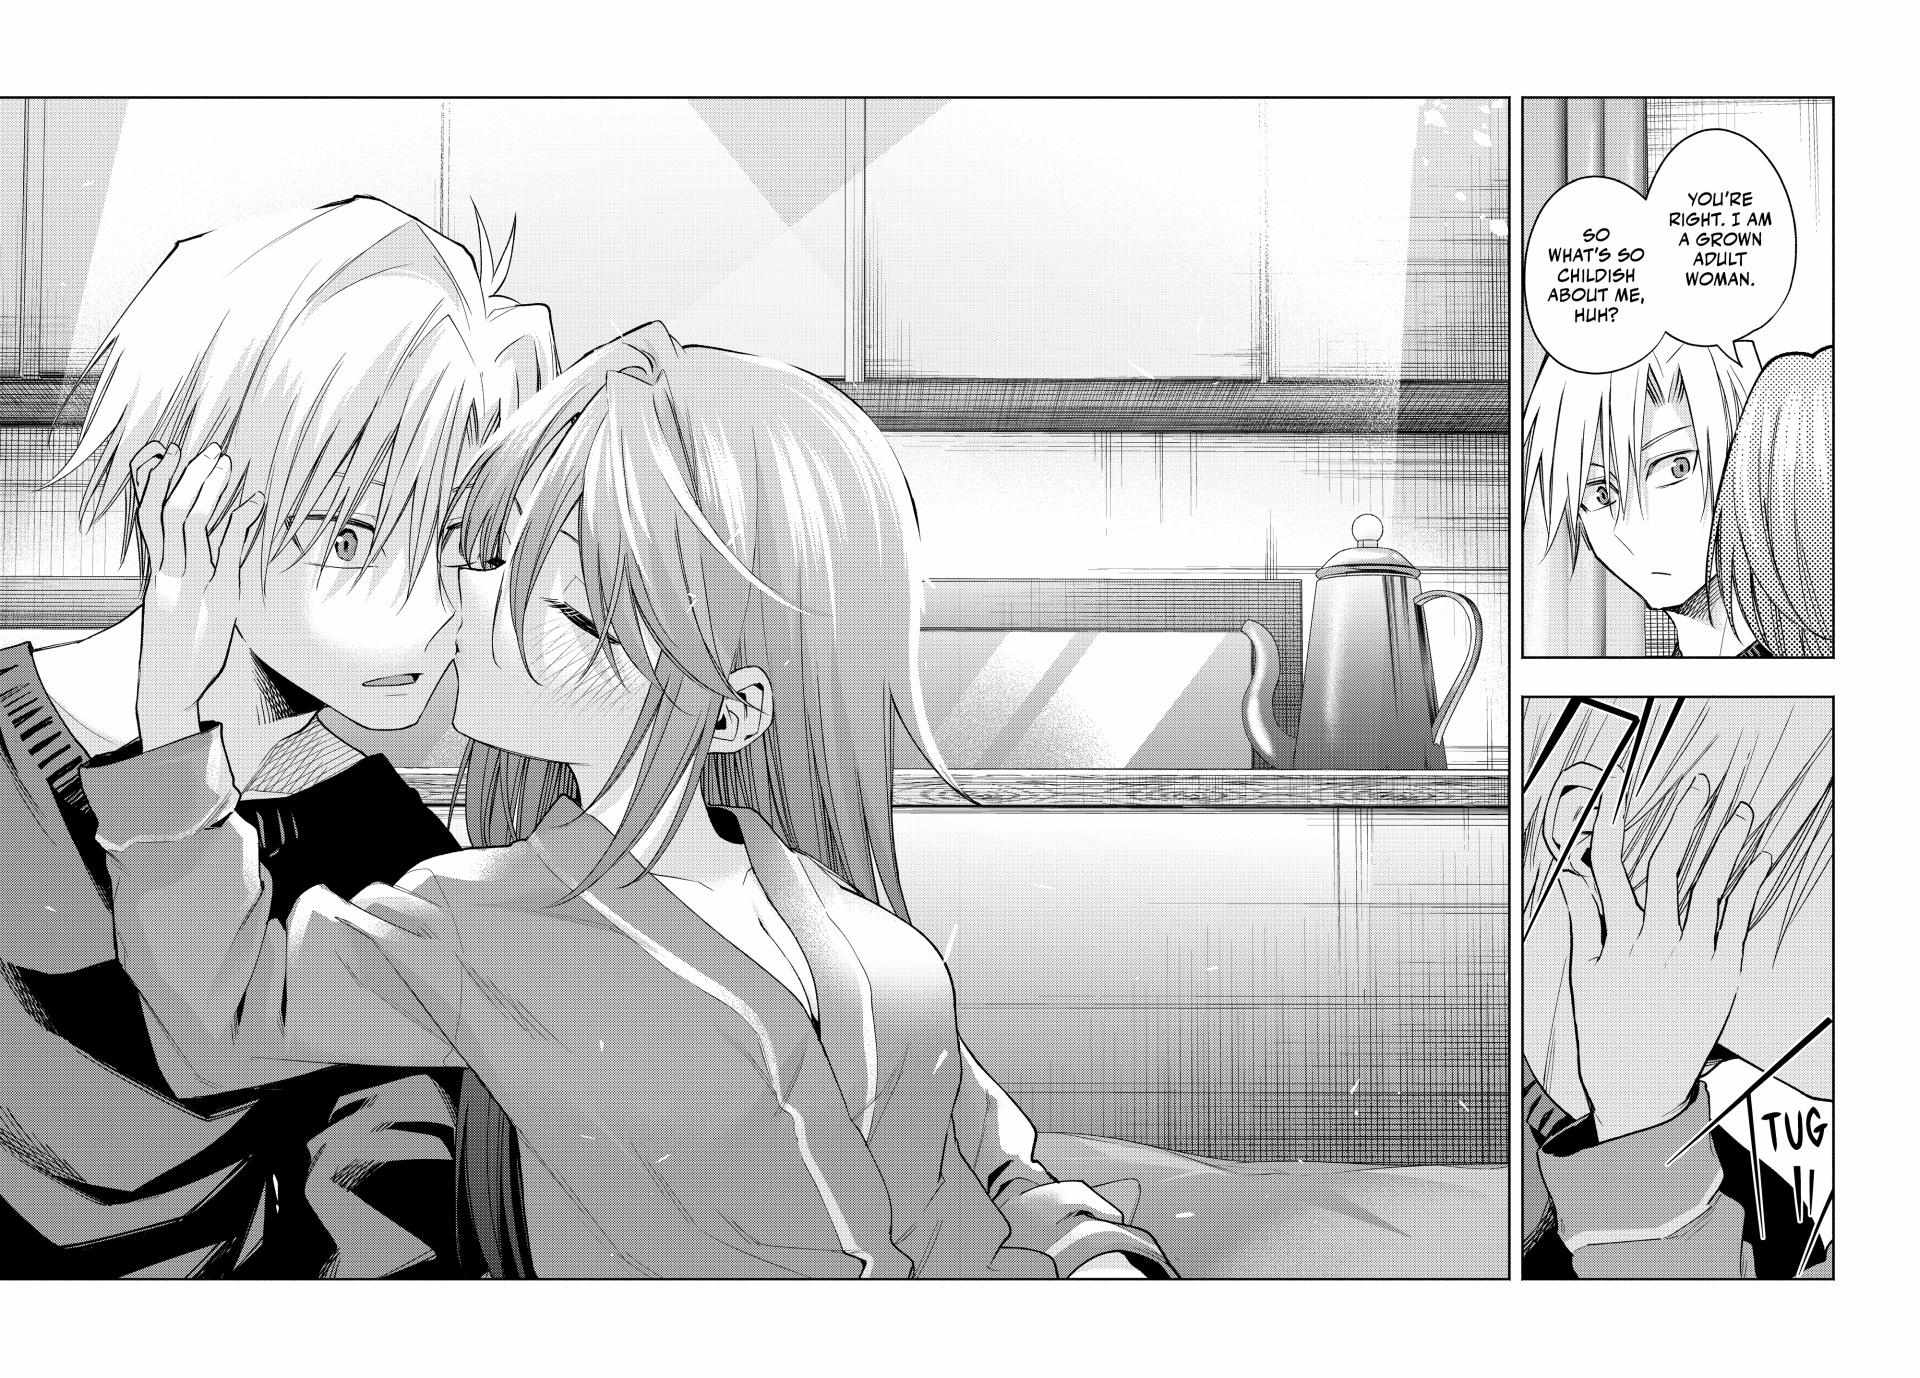 YOU'RE
RIGHT. I AM
A GROWN
ADULT
WOMAN.
SO
WHAT'S SO
CHILDISH
ABOUT ME,
HUH?
TUG
!!